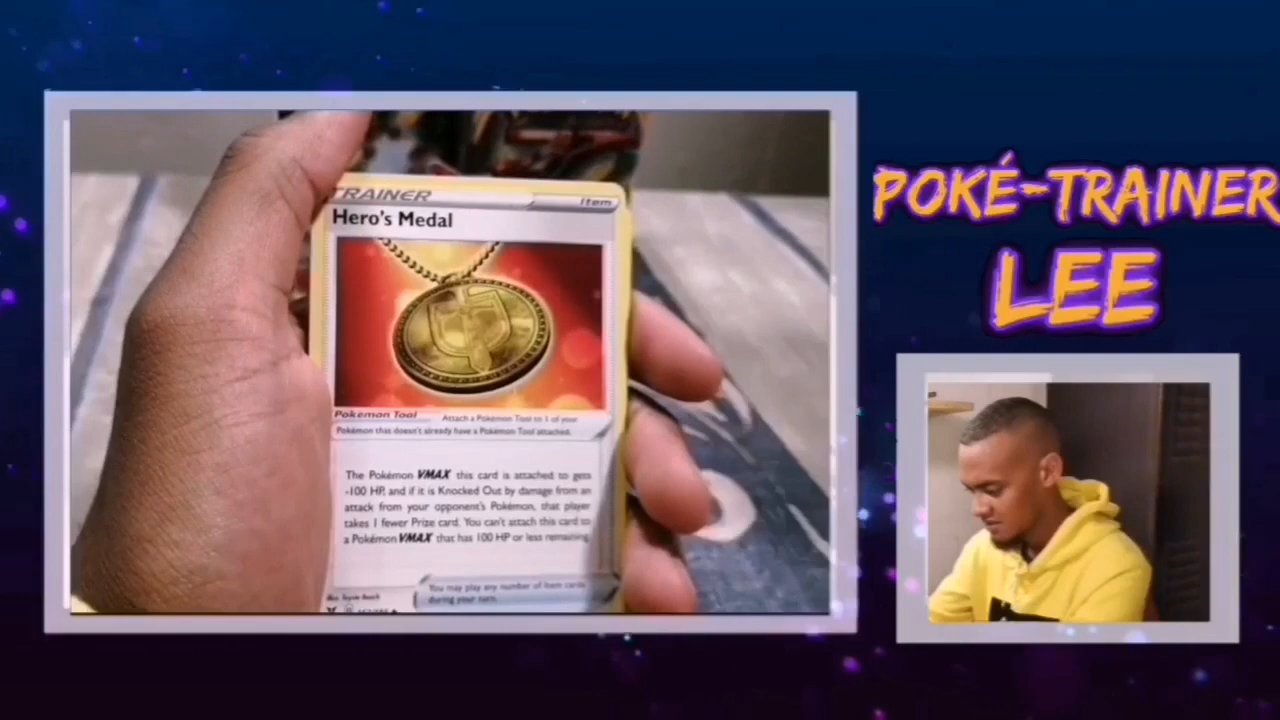 TRAINER
Item
Hero's Medal
Pokémon Tool
Attach a Pokémon Tool to 1 of your
Pokémon that doesn't already have a Pokémon Tool attached.
The Pokémon VMAX this card is attached to gets
-100 HP, and if it is Knocked Out by damage from an
attack from your opponent's Pokémon, that player
takes 1 fewer Prize card. You can't attach this card to
a Pokémon VMAX that has 100 HP or less remaining.
You may play any number of Item cards
during your turn.
POKÉ-TRAINER
LEE